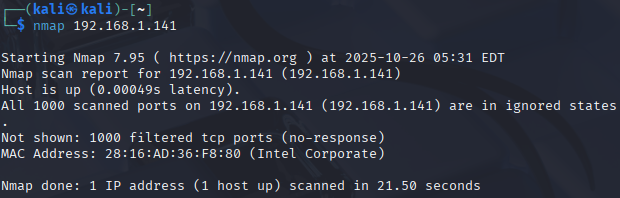 ┌──(kali㉿kali)-[~]
└─$ nmap 192.168.1.141
Starting Nmap 7.95 ( https://nmap.org ) at 2025-10-26 05:31 EDT
Nmap scan report for 192.168.1.141 (192.168.1.141)
Host is up (0.00049s latency).
All 1000 scanned ports on 192.168.1.141 (192.168.1.141) are in ignored states
.
Not shown: 1000 filtered tcp ports (no-response)
MAC Address: 28:16:AD:36:F8:80 (Intel Corporate)
Nmap done: 1 IP address (1 host up) scanned in 21.50 seconds